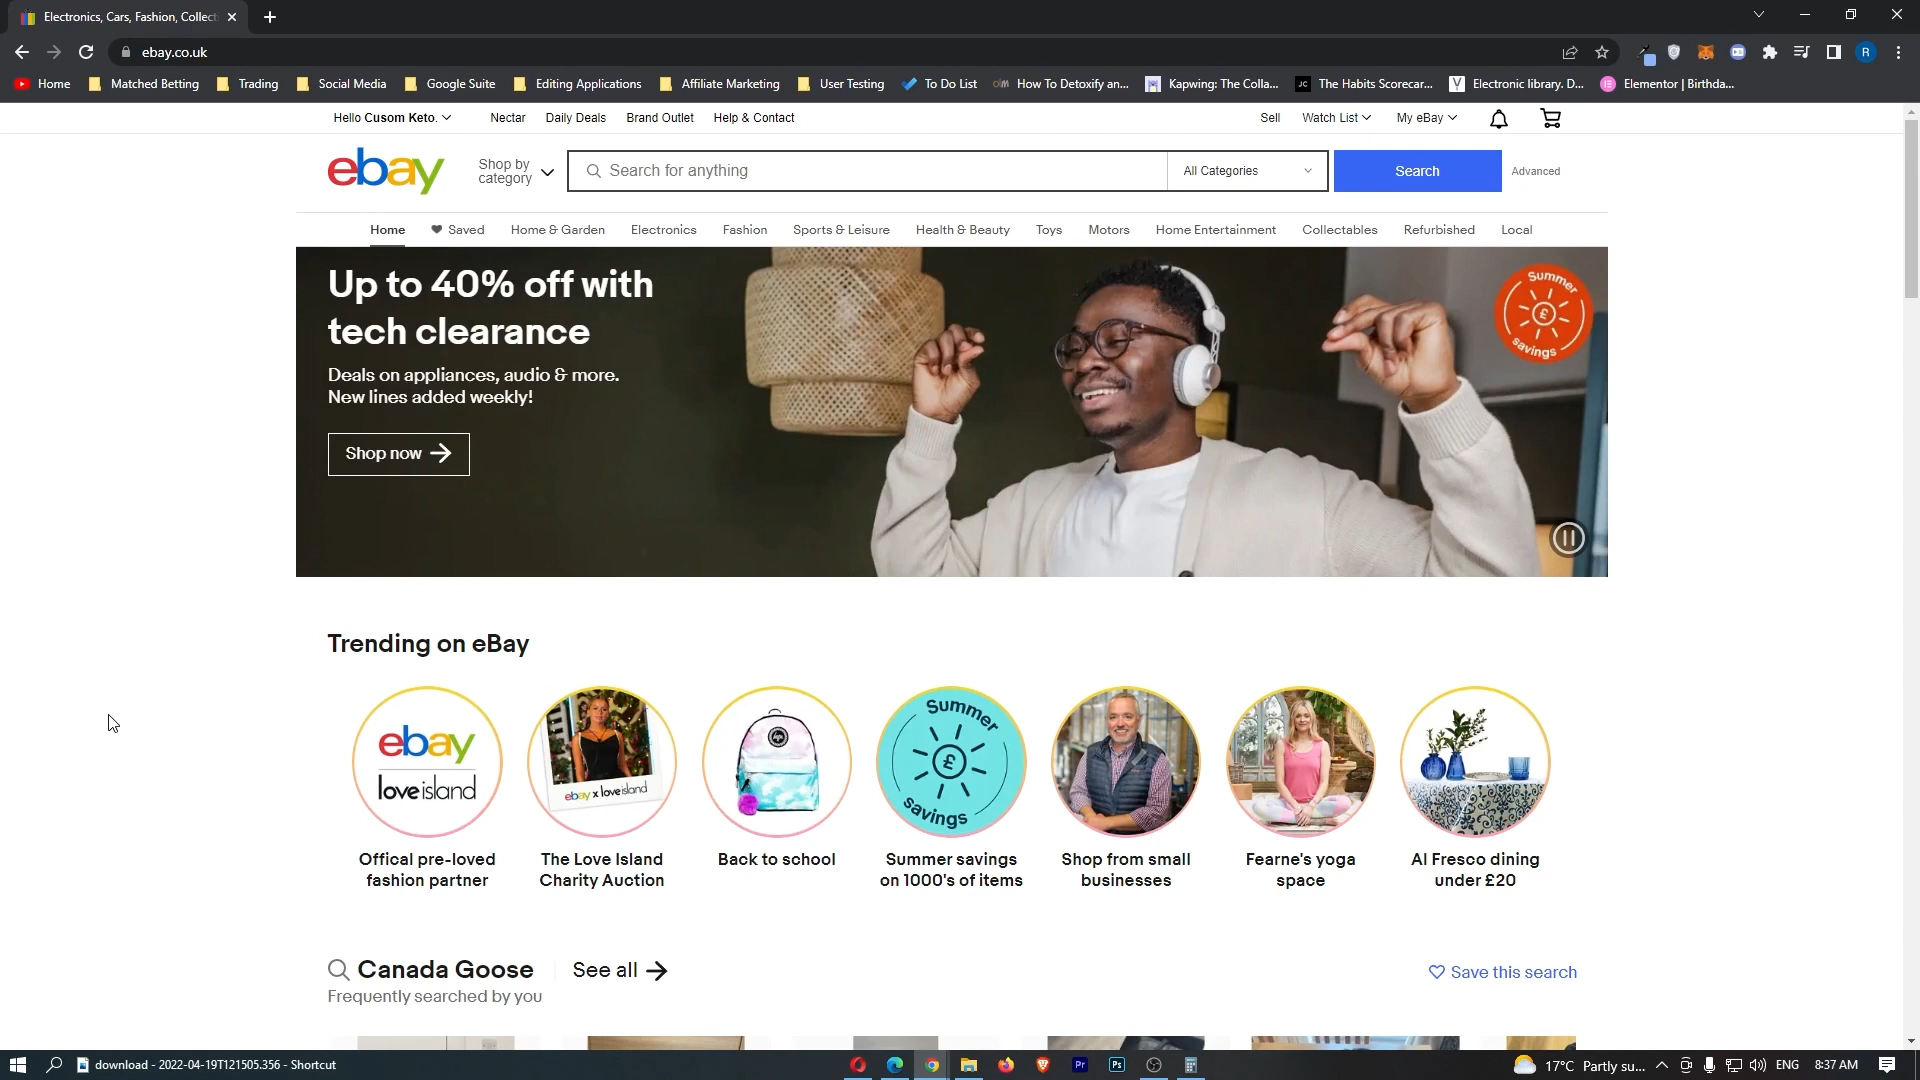 Electronics, Cars, Fashion, Collect
ebay.co.uk
R
Home
Matched Betting
Trading
Social Media
Google Suite
Editing Applications
Affiliate Marketing
User Testing
To Do List
How To Detoxify an...
Kapwing: The Colla...
JC The Habits Scorecar...
Electronic library. D...
Elementor | Birthda...
Hello Cusom Keto.
Nectar
Daily Deals
Brand Outlet
Help & Contact
Sell
Watch List
My eBay
ebay
Shop by
category
Search for anything
All Categories
Search
Advanced
Home
Saved
Home & Garden
Electronics
Fashion
Sports & Leisure
Health & Beauty
Toys
Motors
Home Entertainment
Collectables
Refurbished
Local
Up to 40% off with
tech clearance
Deals on appliances, audio & more.
New lines added weekly!
Shop now
Summer
£
savings
Trending on eBay
ebay
loveisland
ebay x loveisland
Summer
£
savings
Offical pre-loved
fashion partner
The Love Island
Charity Auction
Back to school
Summer savings
on 1000's of items
Shop from small
businesses
Fearne's yoga
space
Al Fresco dining
under £20
Canada Goose
See all
Save this search
Frequently searched by you
download - 2022-04-19T121505.356 - Shortcut
Pr
Ps
17°C Partly su...
ENG
8:37 AM